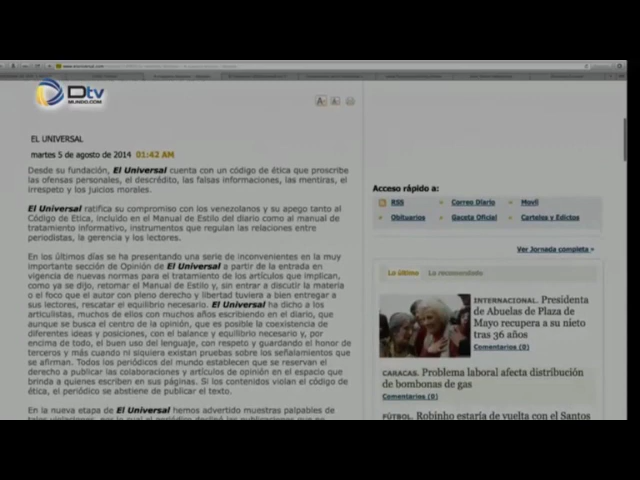 Dtv
MUNDO.COM
EL UNIVERSAL
martes 5 de agosto de 2014 01:42 AM
Desde su fundación, El Universal cuenta con un código de ética que proscribe
las ofensas personales, el descrédito, las falsas informaciones, las mentiras, el
irrespeto y los juicios morales.
El Universal ratifica su compromiso con los venezolanos y su apego tanto al
Código de Ética, incluido en el Manual de Estilo del diario como al manual de
tratamiento informativo, instrumentos que regulan las relaciones entre
periodistas, la gerencia y los lectores.
En los últimos días se ha presentando una serie de inconvenientes en la muy
importante sección de Opinión de El Universal a partir de la entrada en
vigencia de nuevas normas para el tratamiento de los artículos que implican,
como ya se dijo, retomar el Manual de Estilo y, sin entrar a discutir la materia
o el foco que el autor con pleno derecho y libertad tuviera a bien entregar a
sus lectores, rescatar el equilibrio necesario. El Universal ha dicho a los
articulistas, muchos de ellos con muchos años escribiendo en el diario, que
aunque se busca el centro de la opinión, que es posible la coexistencia de
diferentes ideas y posiciones, con el balance y equilibrio necesario y, por
encima de todo, el buen uso del lenguaje, con respeto y guardando el honor de
terceros y más cuando ni siquiera existan pruebas sobre los señalamientos que
se afirman. Todos los periódicos del mundo establecen que se reservan el
derecho a publicar las colaboraciones y artículos de opinión en el espacio que
brinda a quienes escriben en sus páginas. Si los contenidos violan el código de
ética, el periódico se abstiene de publicar el texto.
En la nueva etapa de El Universal hemos advertido muestras palpables de
Acceso rápido a:
RSS Correo Diario Movil
Obituarios Gaceta Oficial Carteles y Edictos
Ver Jornada completa »
Lo último Lo recomendado
INTERNACIONAL. Presidenta
de Abuelas de Plaza de
Mayo recupera a su nieto
tras 36 años
Comentarios (0)
CARACAS. Problema laboral afecta distribución
de bombonas de gas
Comentarios (0)
FÚTBOL. Robinho estaría de vuelta con el Santos